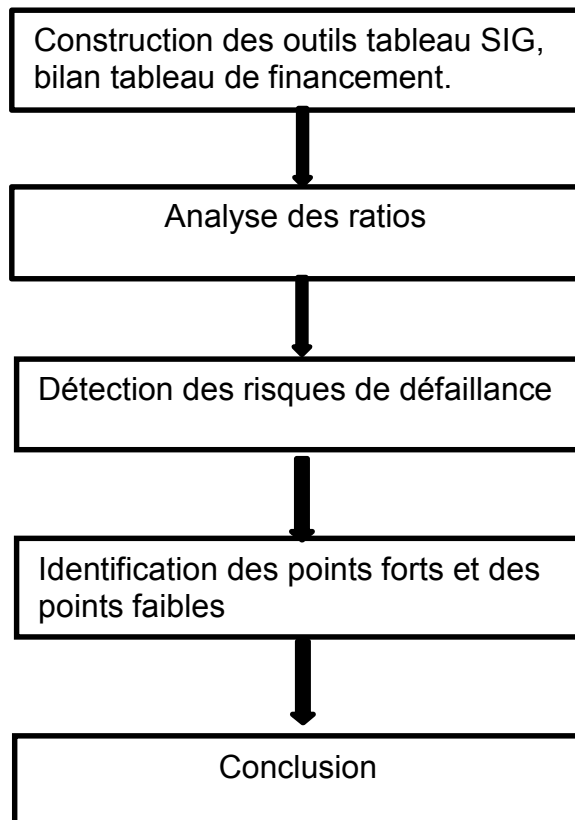 Construction des outils tableau SIG,
bilan tableau de financement.
Analyse des ratios
Détection des risques de défaillance
Identification des points forts et des
points faibles
Conclusion